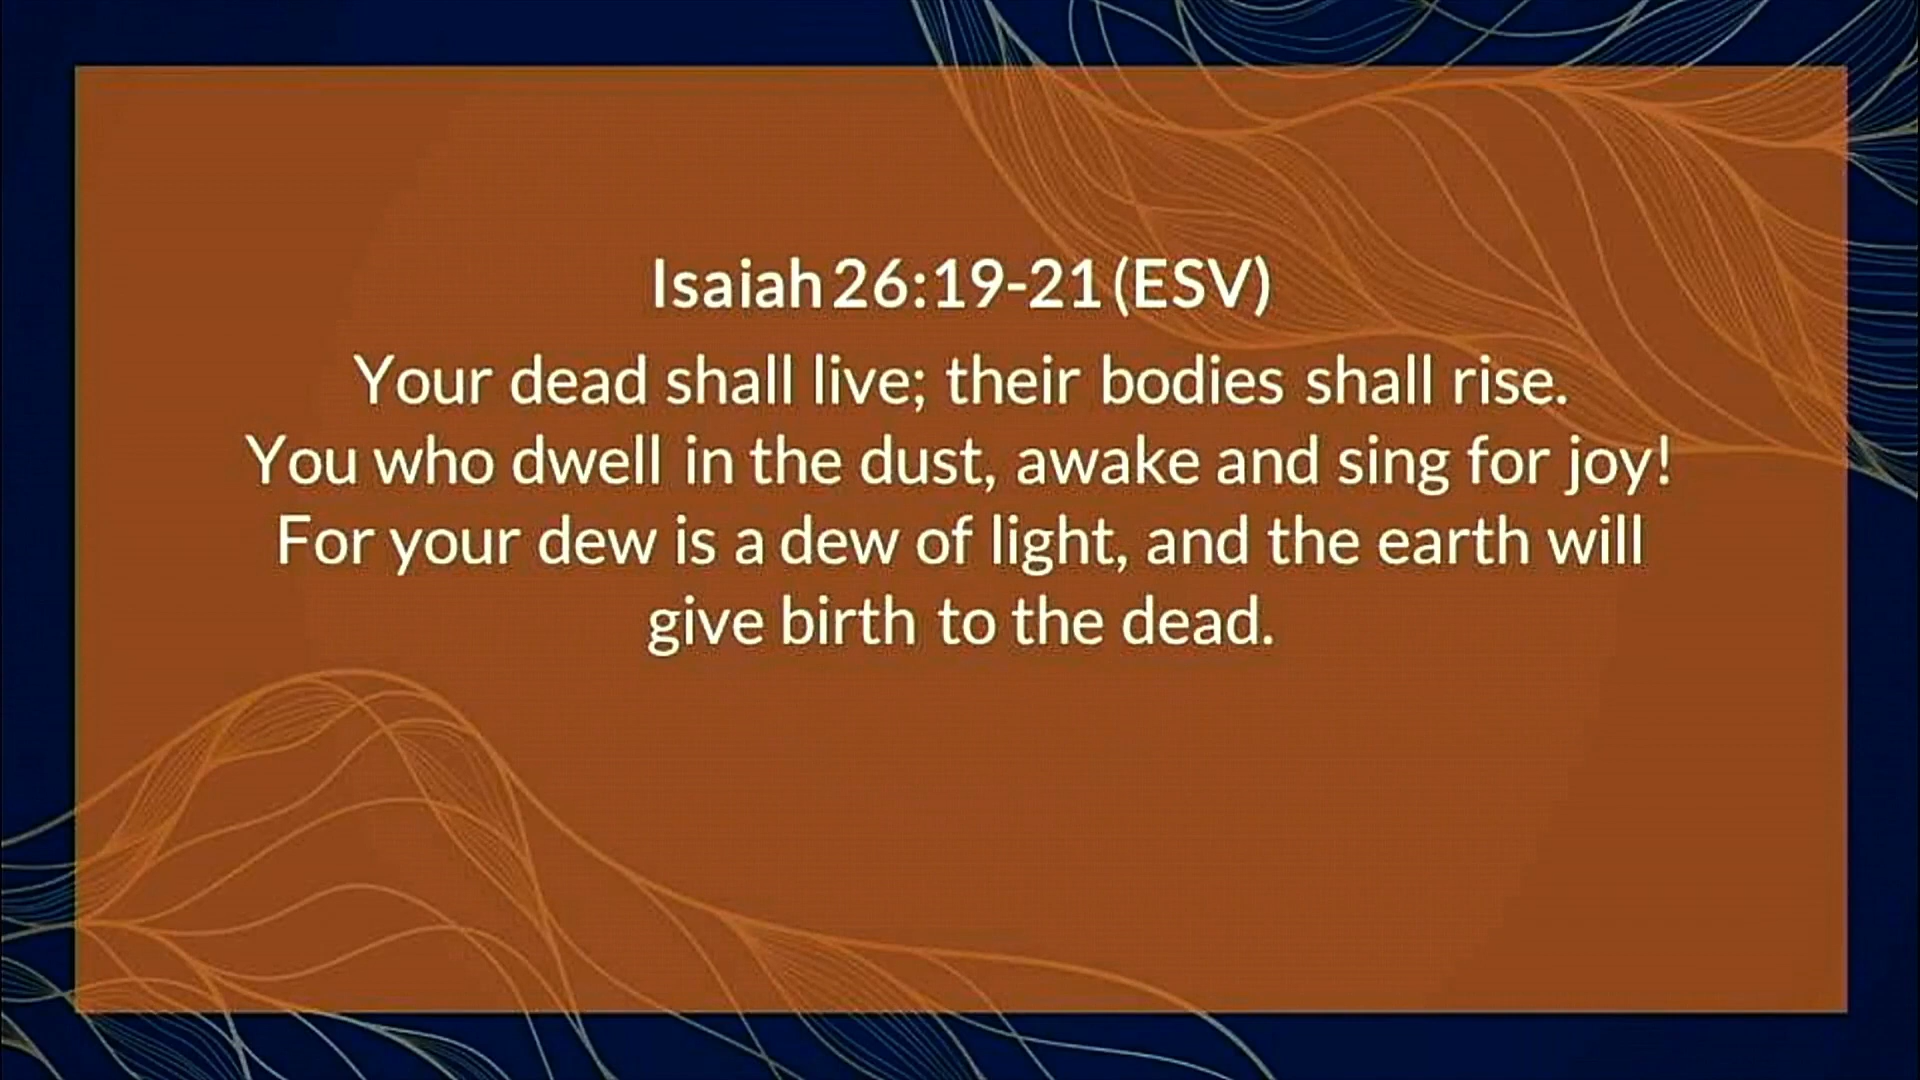 Isaiah 26:19-21 (ESV)
Your dead shall live; their bodies shall rise.
You who dwell in the dust, awake and sing for joy!
For your dew is a dew of light, and the earth will
give birth to the dead.